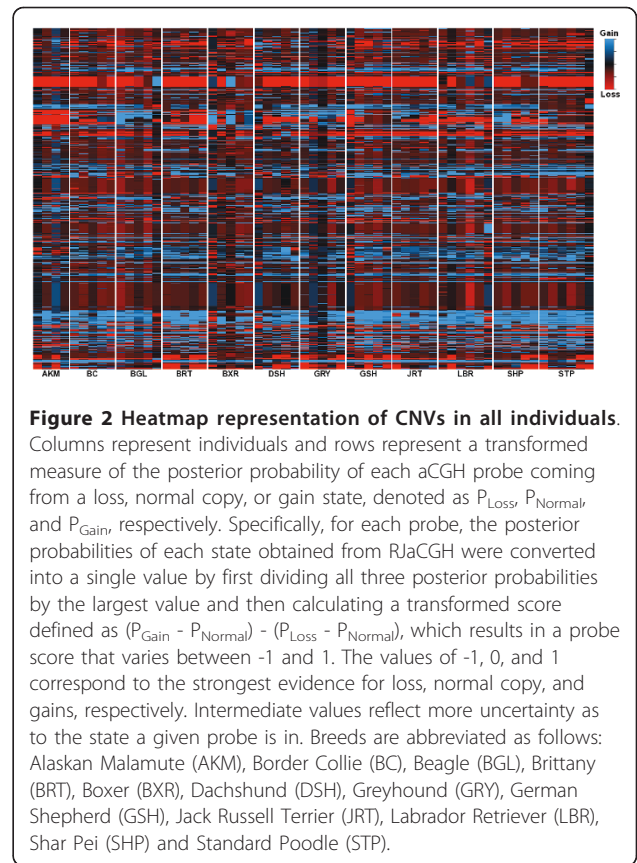 Gain
Loss
AKM BC BGL BRT BXR DSH GRY GSH JRT LBR SHP STP
Figure 2 Heatmap representation of CNVs in all individuals.
Columns represent individuals and rows represent a transformed
measure of the posterior probability of each aCGH probe coming
from a loss, normal copy, or gain state, denoted as PLoss, PNormal,
and PGain, respectively. Specifically, for each probe, the posterior
probabilities of each state obtained from RJaCGH were converted
into a single value by first dividing all three posterior probabilities
by the largest value and then calculating a transformed score
defined as (PGain - PNormal) - (PLoss - PNormal), which results in a probe
score that varies between -1 and 1. The values of -1, 0, and 1
correspond to the strongest evidence for loss, normal copy, and
gains, respectively. Intermediate values reflect more uncertainty as
to the state a given probe is in. Breeds are abbreviated as follows:
Alaskan Malamute (AKM), Border Collie (BC), Beagle (BGL), Brittany
(BRT), Boxer (BXR), Dachshund (DSH), Greyhound (GRY), German
Shepherd (GSH), Jack Russell Terrier (JRT), Labrador Retriever (LBR),
Shar Pei (SHP) and Standard Poodle (STP).